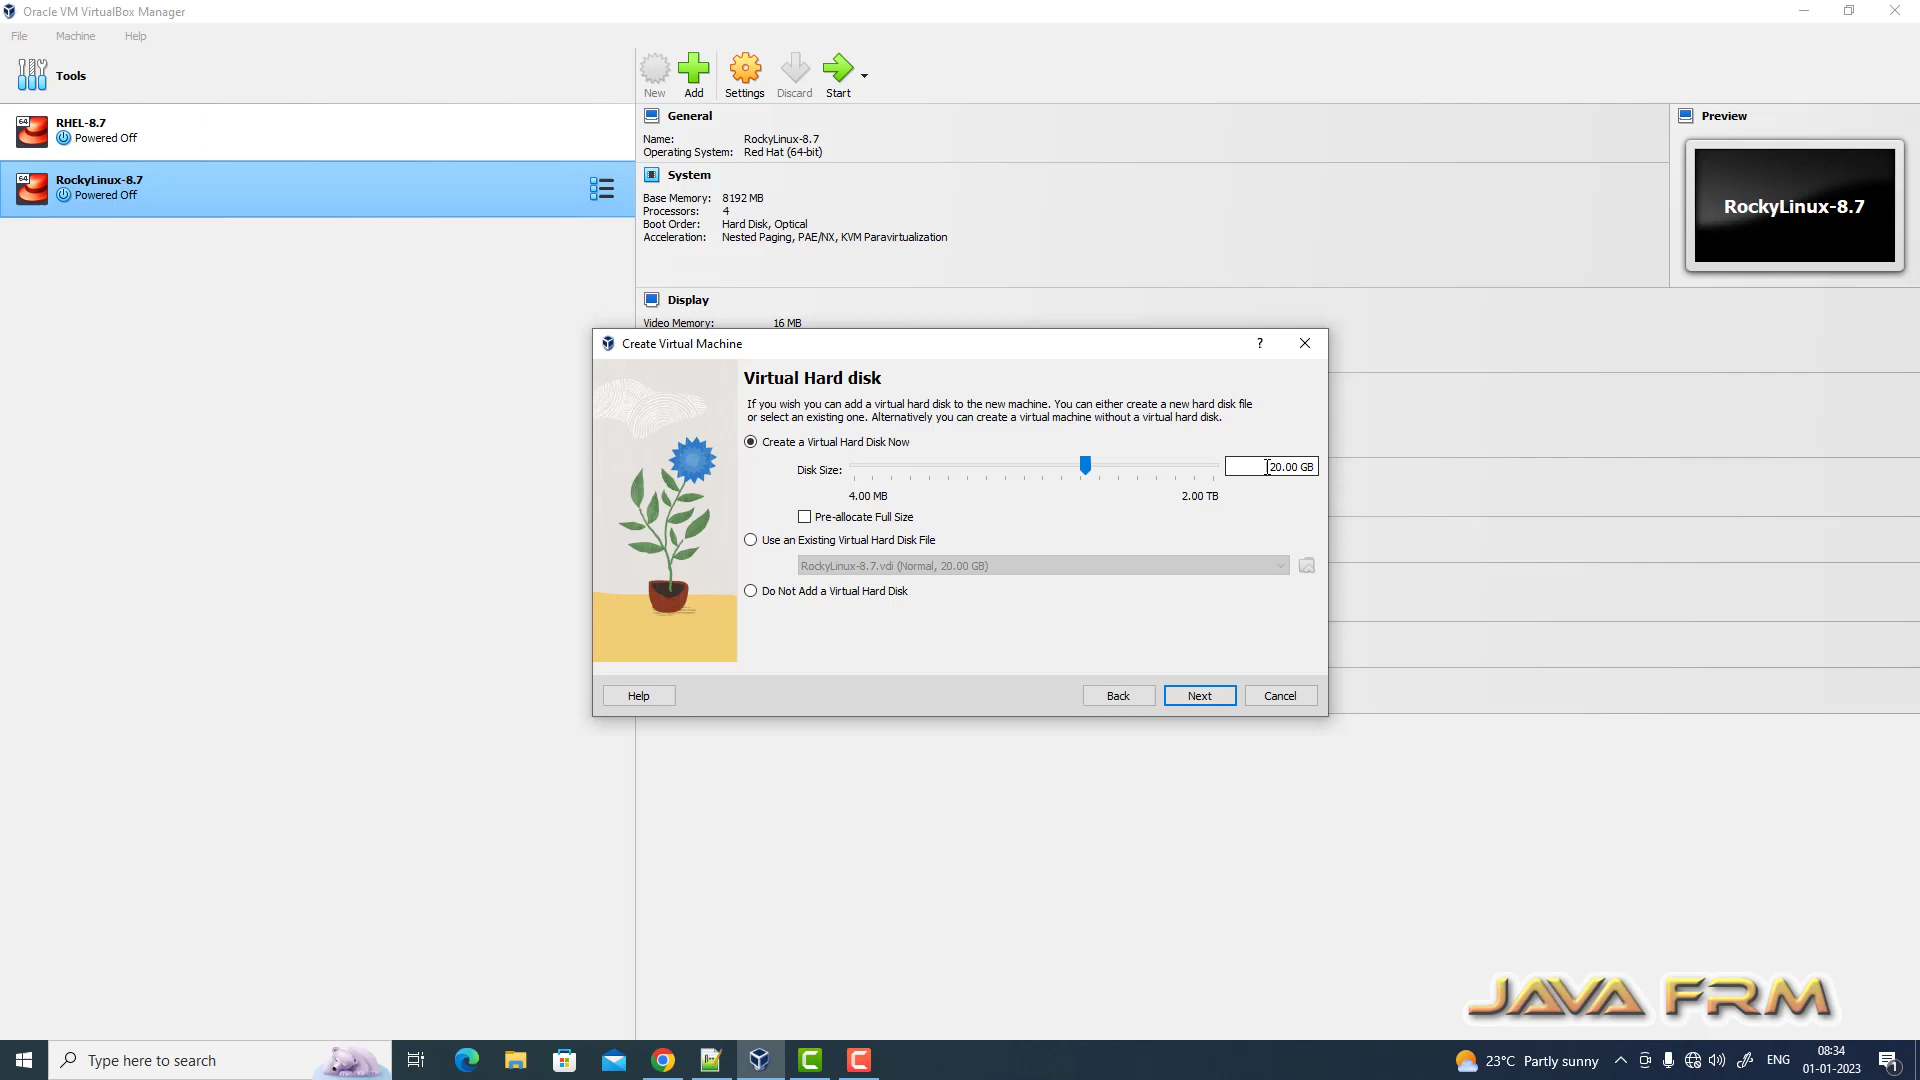 Oracle VM VirtualBox Manager
File Machine Help
Tools
New Add Settings Discard Start
64 RHEL-8.7
Powered Off
64 RockyLinux-8.7
Powered Off
General
Name: RockyLinux-8.7
Operating System: Red Hat (64-bit)
System
Base Memory: 8192 MB
Processors: 4
Boot Order: Hard Disk, Optical
Acceleration: Nested Paging, PAE/NX, KVM Paravirtualization
Preview
RockyLinux-8.7
Display
Video Memory: 16 MB
Create Virtual Machine
?
Virtual Hard disk
If you wish you can add a virtual hard disk to the new machine. You can either create a new hard disk file
or select an existing one. Alternatively you can create a virtual machine without a virtual hard disk.
Create a Virtual Hard Disk Now
Disk Size: 20.00 GB
4.00 MB 2.00 TB
Pre-allocate Full Size
Use an Existing Virtual Hard Disk File
RockyLinux-8.7.vdi (Normal, 20.00 GB)
Do Not Add a Virtual Hard Disk
Help Back Next Cancel
JAVA FRM
Type here to search
23°C Partly sunny
ENG
08:34
01-01-2023
1